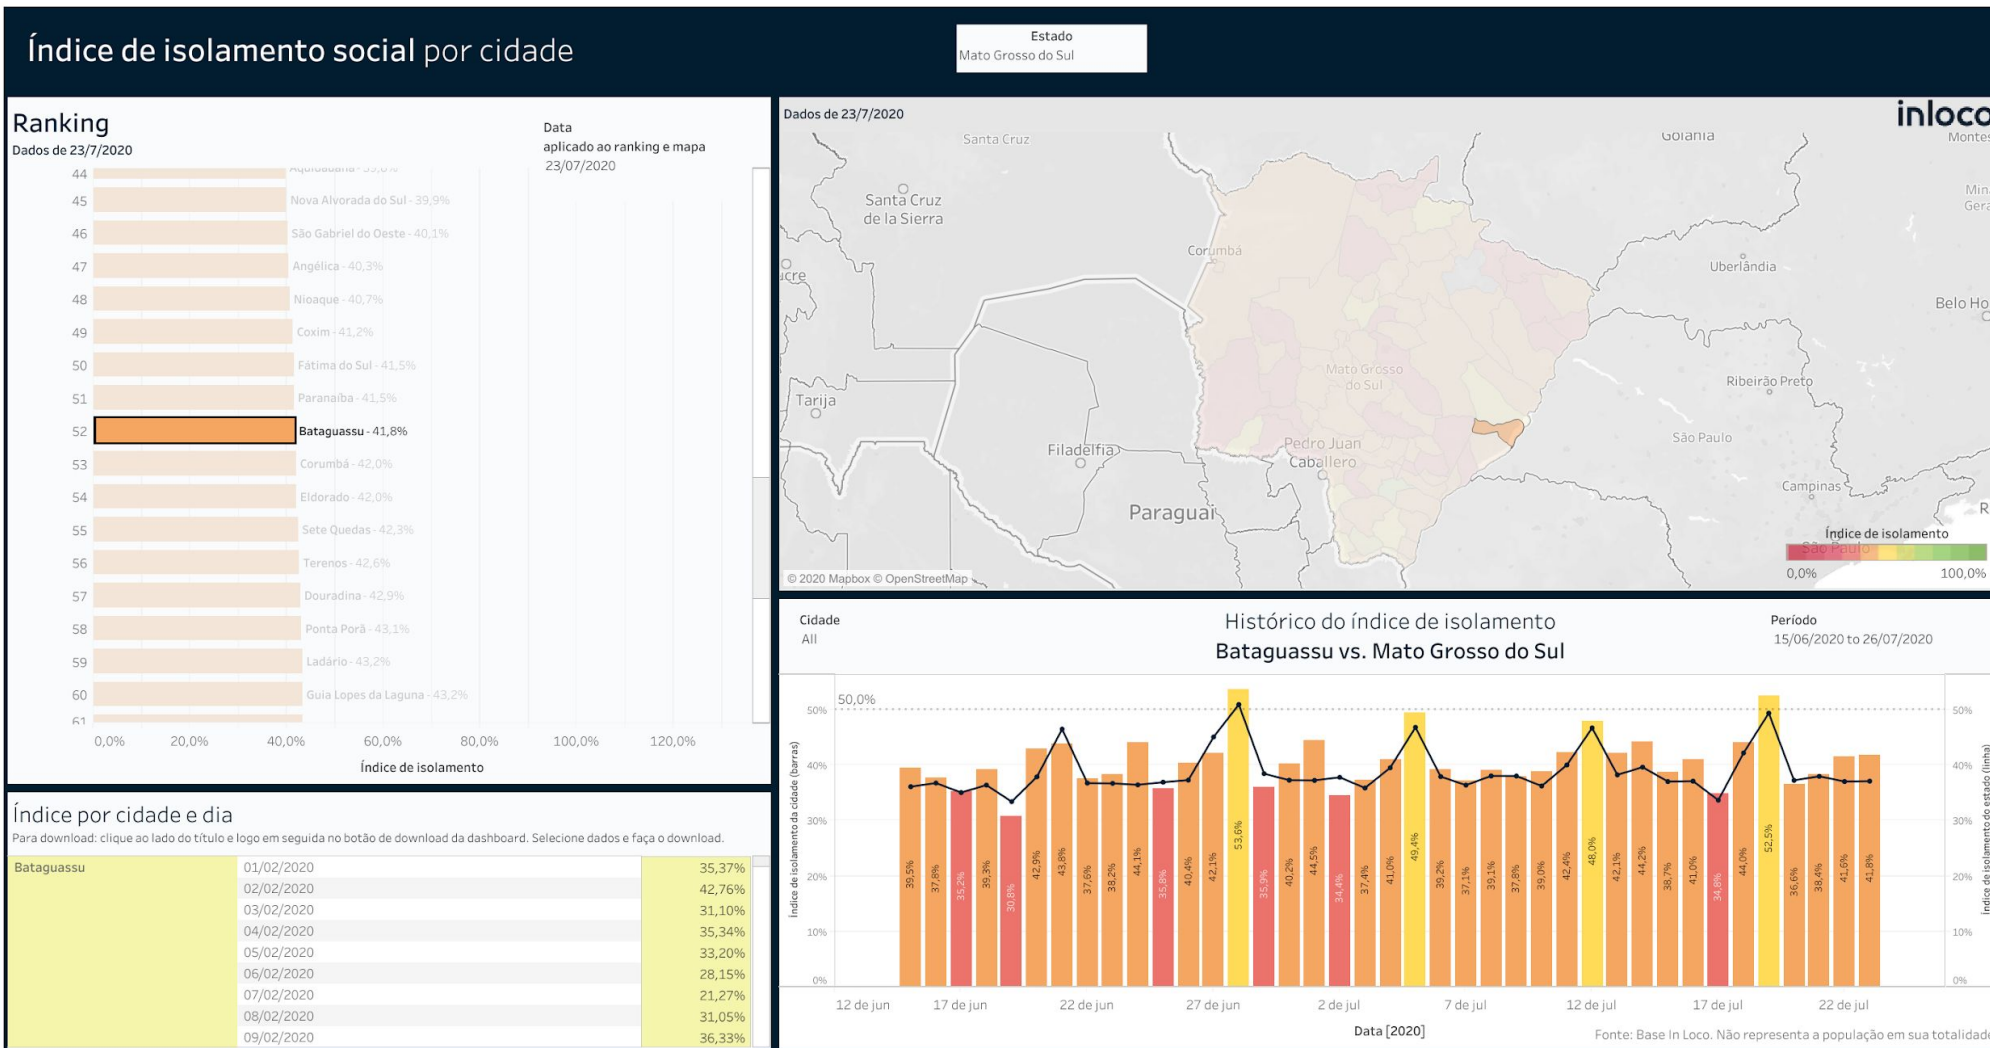 Índice de isolamento social por cidade
Estado
Mato Grosso do Sul
Ranking
Dados de 23/7/2020
Data
aplicado ao ranking e mapa
23/07/2020
44
Aquidauana - 39,8%
45 Nova Alvorada do Sul - 39,9%
46 São Gabriel do Oeste - 40,1%
47 Angélica - 40,3%
48 Nioaque - 40,7%
49 Coxim - 41,2%
50 Fátima do Sul - 41,5%
51 Paranaíba - 41,5%
52 Bataguassu - 41,8%
53 Corumbá - 42,0%
54 Eldorado - 42,0%
55 Sete Quedas - 42,3%
56 Terenos - 42,6%
57 Douradina - 42,9%
58 Ponta Porã - 43,1%
59 Ladário - 43,2%
60 Guia Lopes da Laguna - 43,2%
61
0,0% 20,0% 40,0% 60,0% 80,0% 100,0% 120,0%
Índice de isolamento
Índice por cidade e dia
Para download: clique ao lado do título e logo em seguida no botão de download da dashboard. Selecione dados e faça o download.
Bataguassu 01/02/2020 35,37%
02/02/2020 42,76%
03/02/2020 31,10%
04/02/2020 35,34%
05/02/2020 33,20%
06/02/2020 28,15%
07/02/2020 21,27%
08/02/2020 31,05%
09/02/2020 36,33%
Dados de 23/7/2020
inloco
Santa Cruz
Goiânia
Montes
Santa Cruz
de la Sierra
Min
Gera
Corumbá
Uberlândia
ucre
Belo Ho
Mato Grosso
do Sul
Ribeirão Preto
Tarija
Filadelfia
Pedro Juan
Caballero
São Paulo
Campinas
Paraguai
R
Índice de isolamento
São Paulo
0,0% 100,0%
© 2020 Mapbox © OpenStreetMap
Cidade
All
Histórico do índice de isolamento
Bataguassu vs. Mato Grosso do Sul
Período
15/06/2020 to 26/07/2020
50,0%
Índice de isolamento da cidade (barras)
50%
40%
30%
20%
10%
0%
39,5% 37,8% 35,2% 39,3% 30,8% 42,9% 43,8% 37,6% 38,2% 44,1% 35,8% 40,4% 42,1% 53,6% 35,9% 40,2% 44,5% 34,4% 37,4% 41,0% 49,4% 39,2% 37,1% 39,1% 37,8% 39,0% 42,4% 48,0% 42,1% 44,2% 38,7% 41,0% 34,8% 44,0% 52,5% 36,6% 38,4% 41,6% 41,8%
50%
40%
30%
20%
10%
0%
Índice de isolamento do estado (linha)
12 de jun 17 de jun 22 de jun 27 de jun 2 de jul 7 de jul 12 de jul 17 de jul 22 de jul
Data [2020]
Fonte: Base In Loco. Não representa a população em sua totalidade